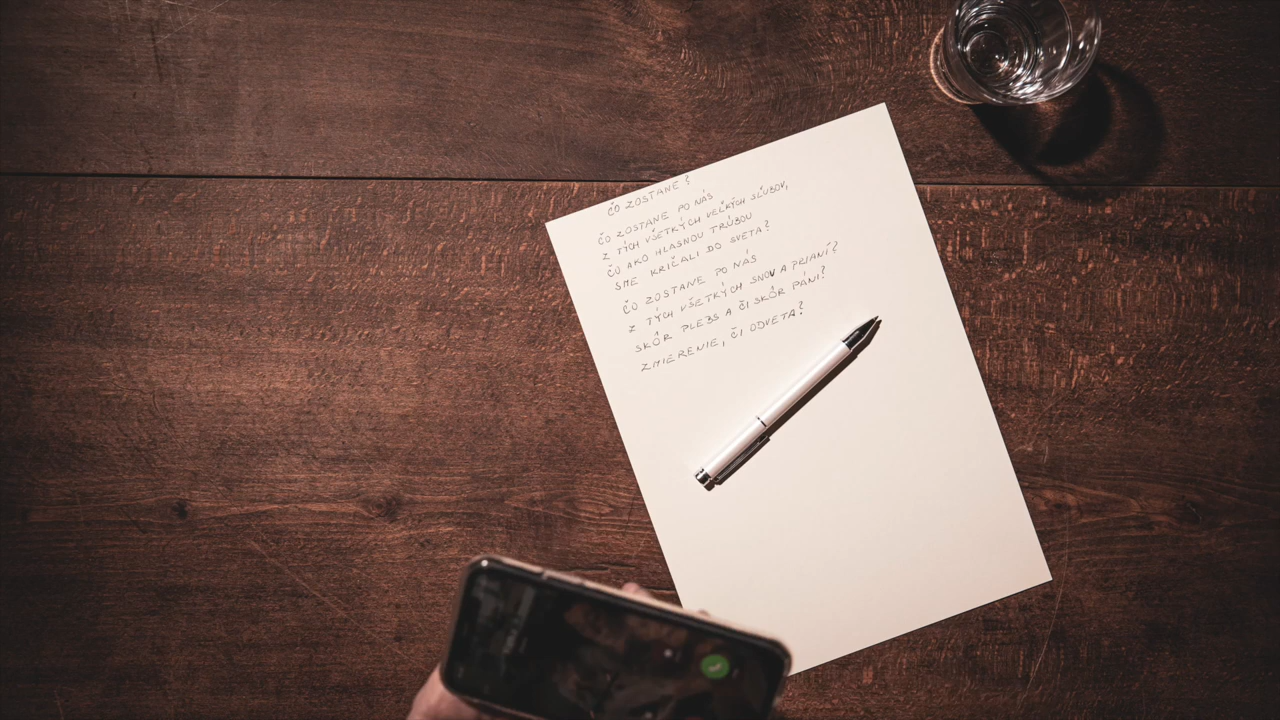 ČO ZOSTANE?
ČO ZOSTANE PO NÁS
Z TÝCH VŠETKÝCH VEĽKÝCH SĽUBOV,
ČO AKO HLASNOU TRÚBOU
SME KRIČALI DO SVETA?
ČO ZOSTANE PO NÁS
Z TÝCH VŠETKÝCH SNOV A PRIANÍ?
SKÔR PLEBS A ČI SKÔR PÁNI?
ZMIERENIE, ČI ODVETA?